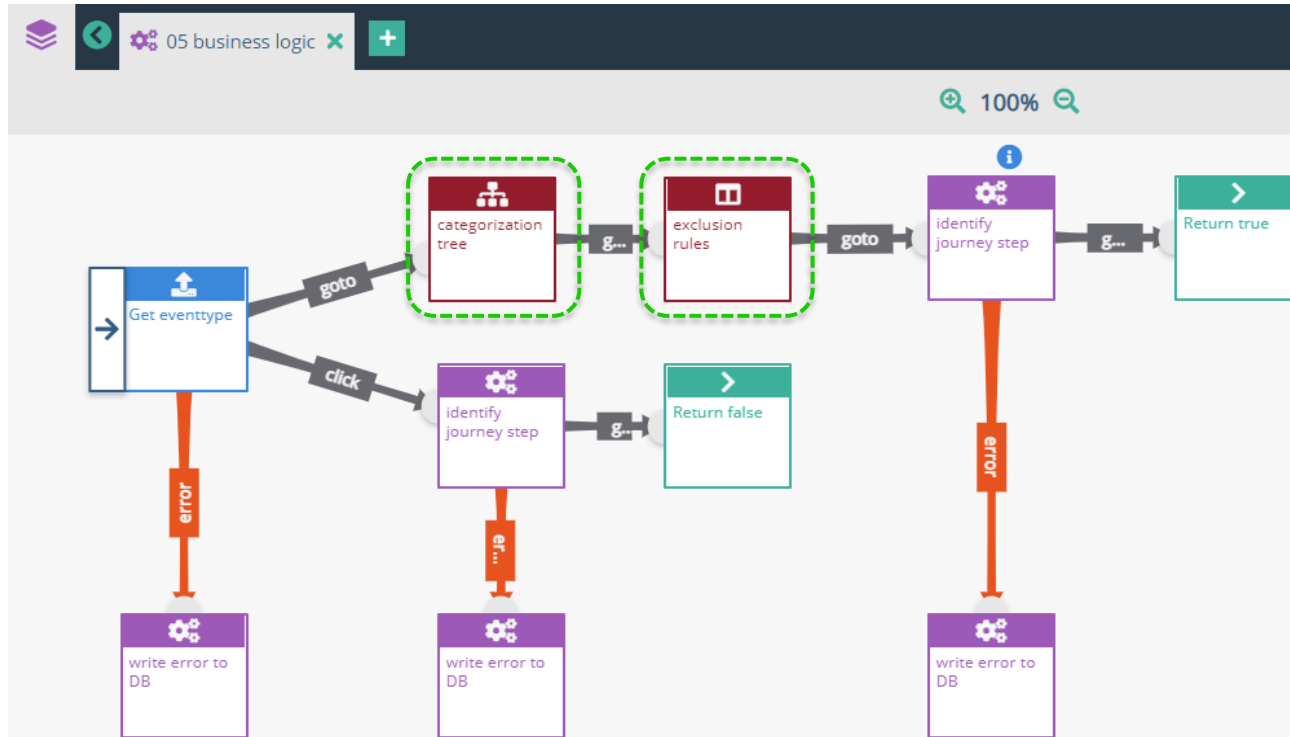 05 business logic
100%
categorization
tree
g...
exclusion
rules
goto
identify
journey step
g...
Return true
goto
Get eventtype
click
identify
journey step
g..
Return false
error
er...
error
write error to
DB
write error to
DB
write error to
DB